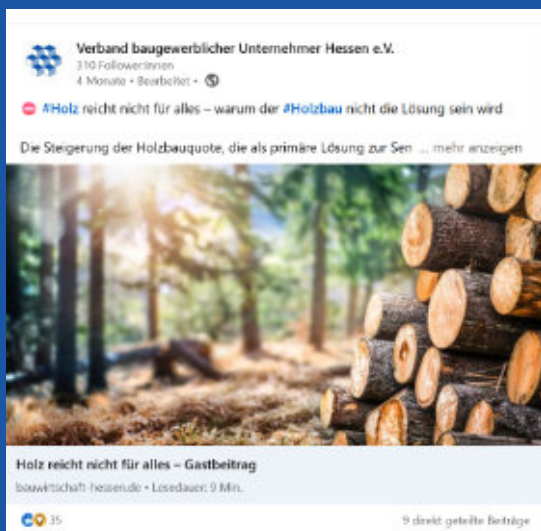 Verband baugewerblicher Unternehmer Hessen e.V.
310 Follower:innen
4 Monate • Bearbeitet •
#Holz reicht nicht für alles – warum der #Holzbau nicht die Lösung sein wird
Die Steigerung der Holzbauquote, die als primäre Lösung zur Sen ... mehr anzeigen
Holz reicht nicht für alles – Gastbeitrag
bauwirtschaft-hessen.de • Lesedauer: 9 Min.
35
9 direkt geteilte Beiträge